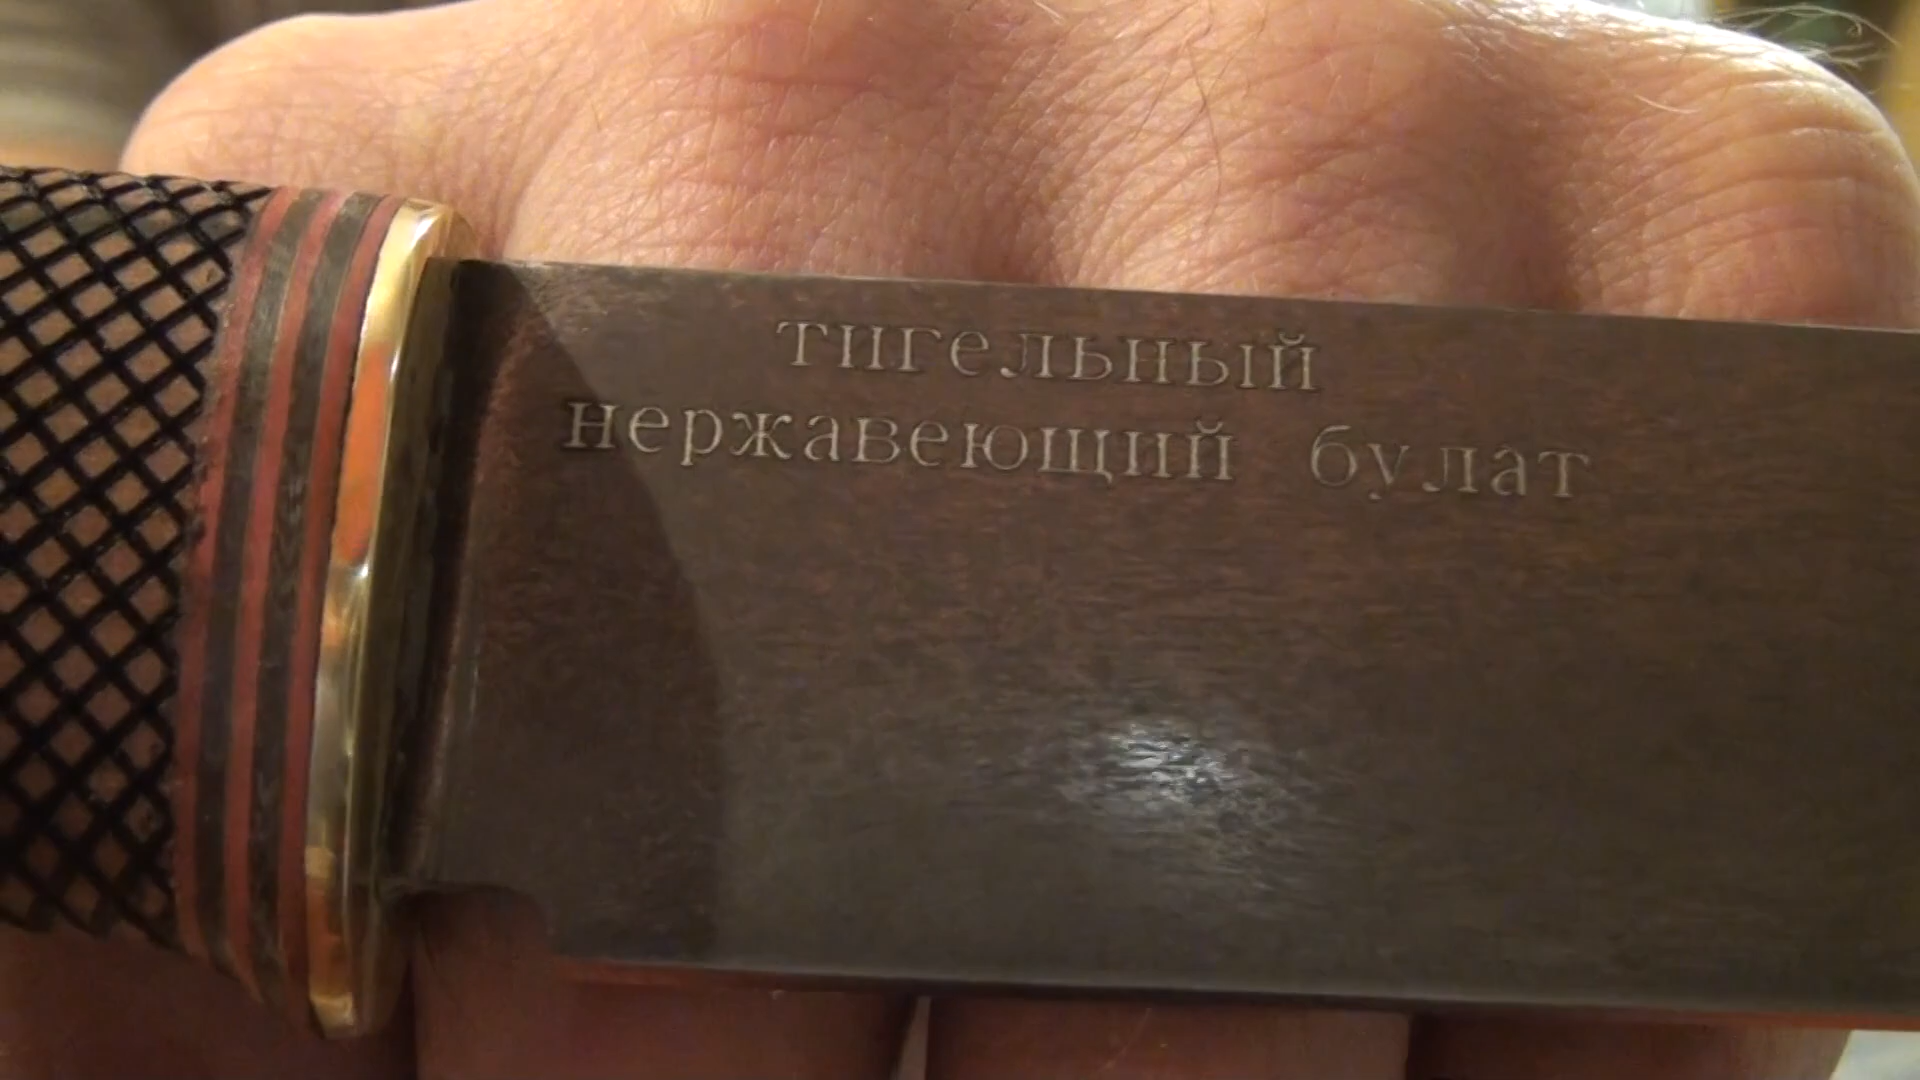 тигельный
нержавеющий булат